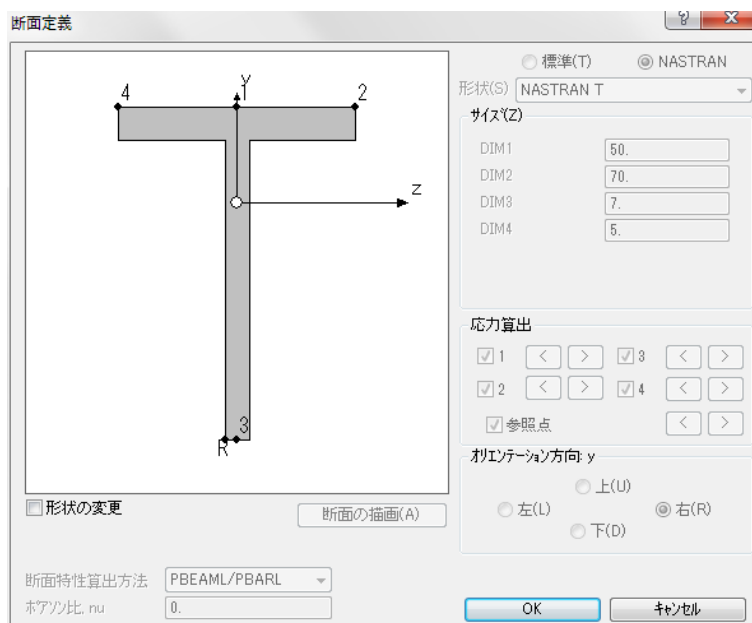 断面定義
標準(T) NASTRAN
形状(S) NASTRAN T
サイズ(Z)
DIM1 50.
DIM2 70.
DIM3 7.
DIM4 5.
応力算出
1 < > 3 < >
2 < > 4 < >
参照点 < >
オリエンテーション方向: y
上(U)
左(L) 右(R)
下(D)
y
4 1 2
z
3
R
形状の変更 断面の描画(A)
断面特性算出方法 PBEAML/PBARL
ポアソン比, nu 0.
OK キャンセル